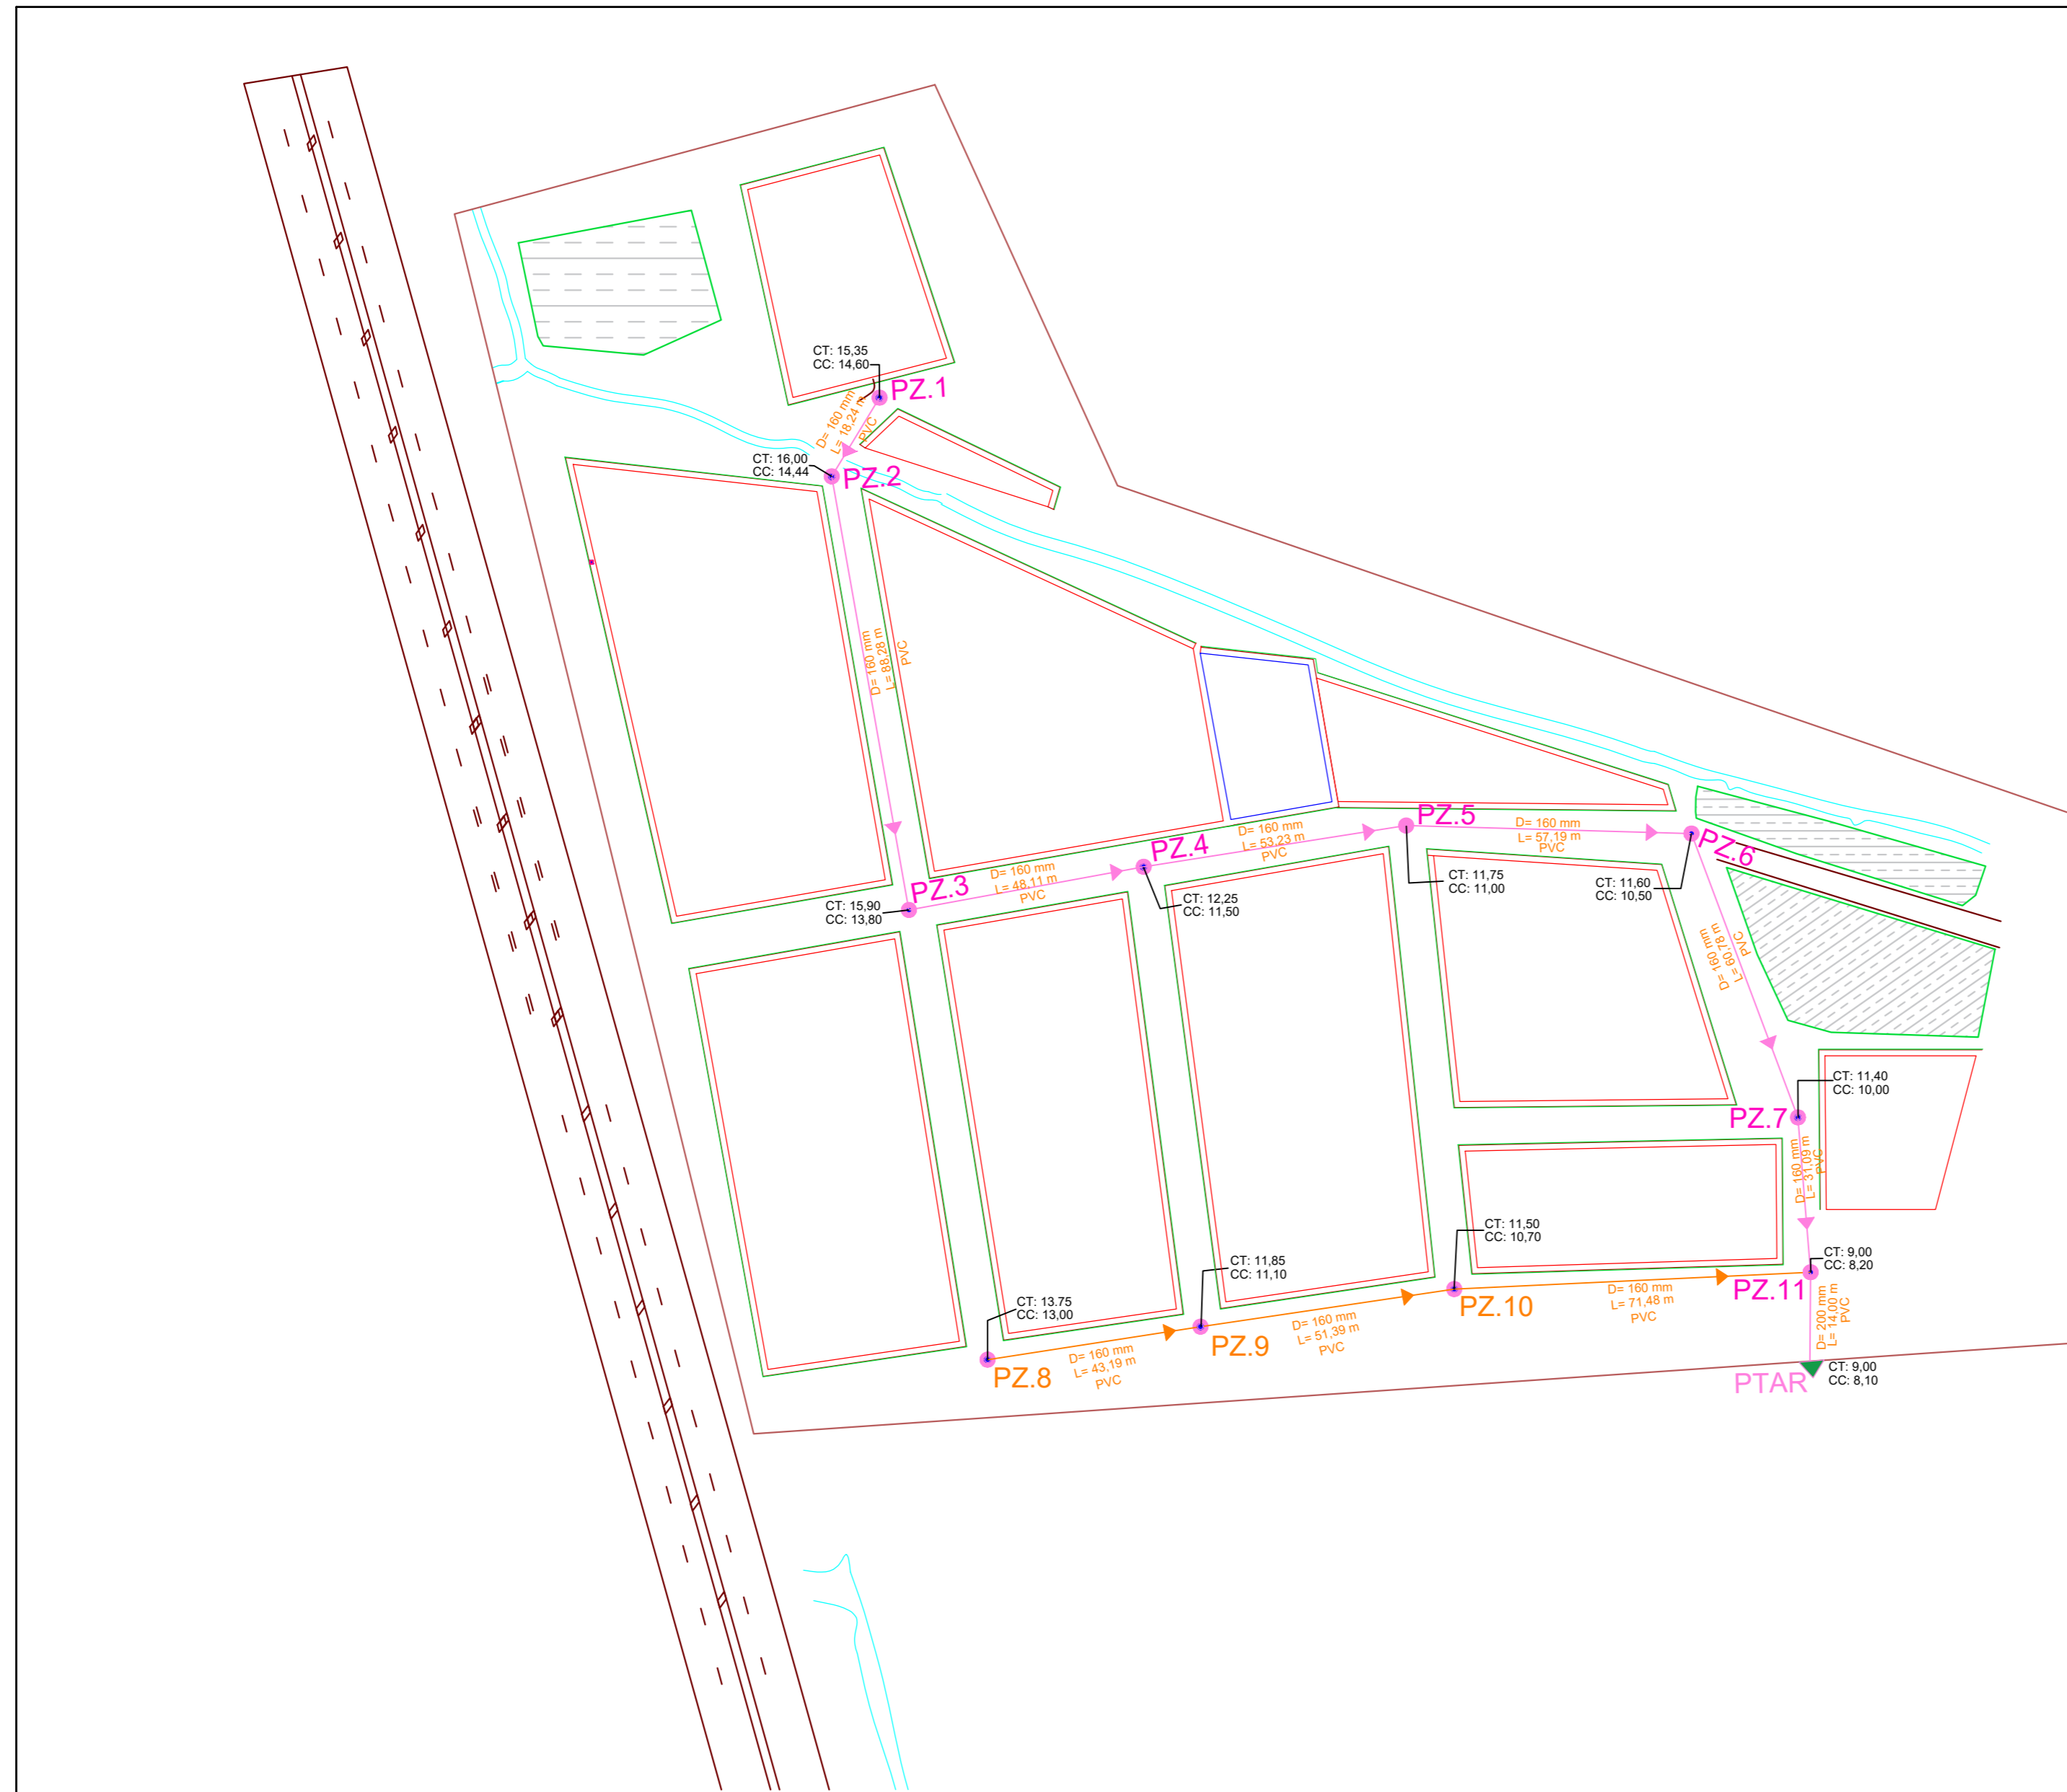 CT: 15,35
CC: 14,60
PZ.1
D= 160 mm
L= 18,24 m
PVC
CT: 16,00
CC: 14,44
PZ.2
D= 160 mm
L= 88,28 m
PVC
PZ.3
CT: 15,90
CC: 13,80
D= 160 mm
L= 48,11 m
PVC
PZ.4
CT: 12,25
CC: 11,50
D= 160 mm
L= 53,23 m
PVC
PZ.5
CT: 11,75
CC: 11,00
D= 160 mm
L= 57,19 m
PVC
PZ.6
CT: 11,60
CC: 10,50
D= 160 mm
L= 60,78 m
PVC
CT: 11,40
CC: 10,00
PZ.7
D= 160 mm
L= 31,09 m
PVC
CT: 11,50
CC: 10,70
CT: 9,00
CC: 8,20
CT: 11,85
CC: 11,10
CT: 13.75
CC: 13,00
PZ.8
D= 160 mm
L= 43,19 m
PVC
PZ.9
D= 160 mm
L= 51,39 m
PVC
PZ.10
D= 160 mm
L= 71,48 m
PVC
PZ.11
D= 200 mm
L= 14,00 m
PVC
PTAR
CT: 9,00
CC: 8,10